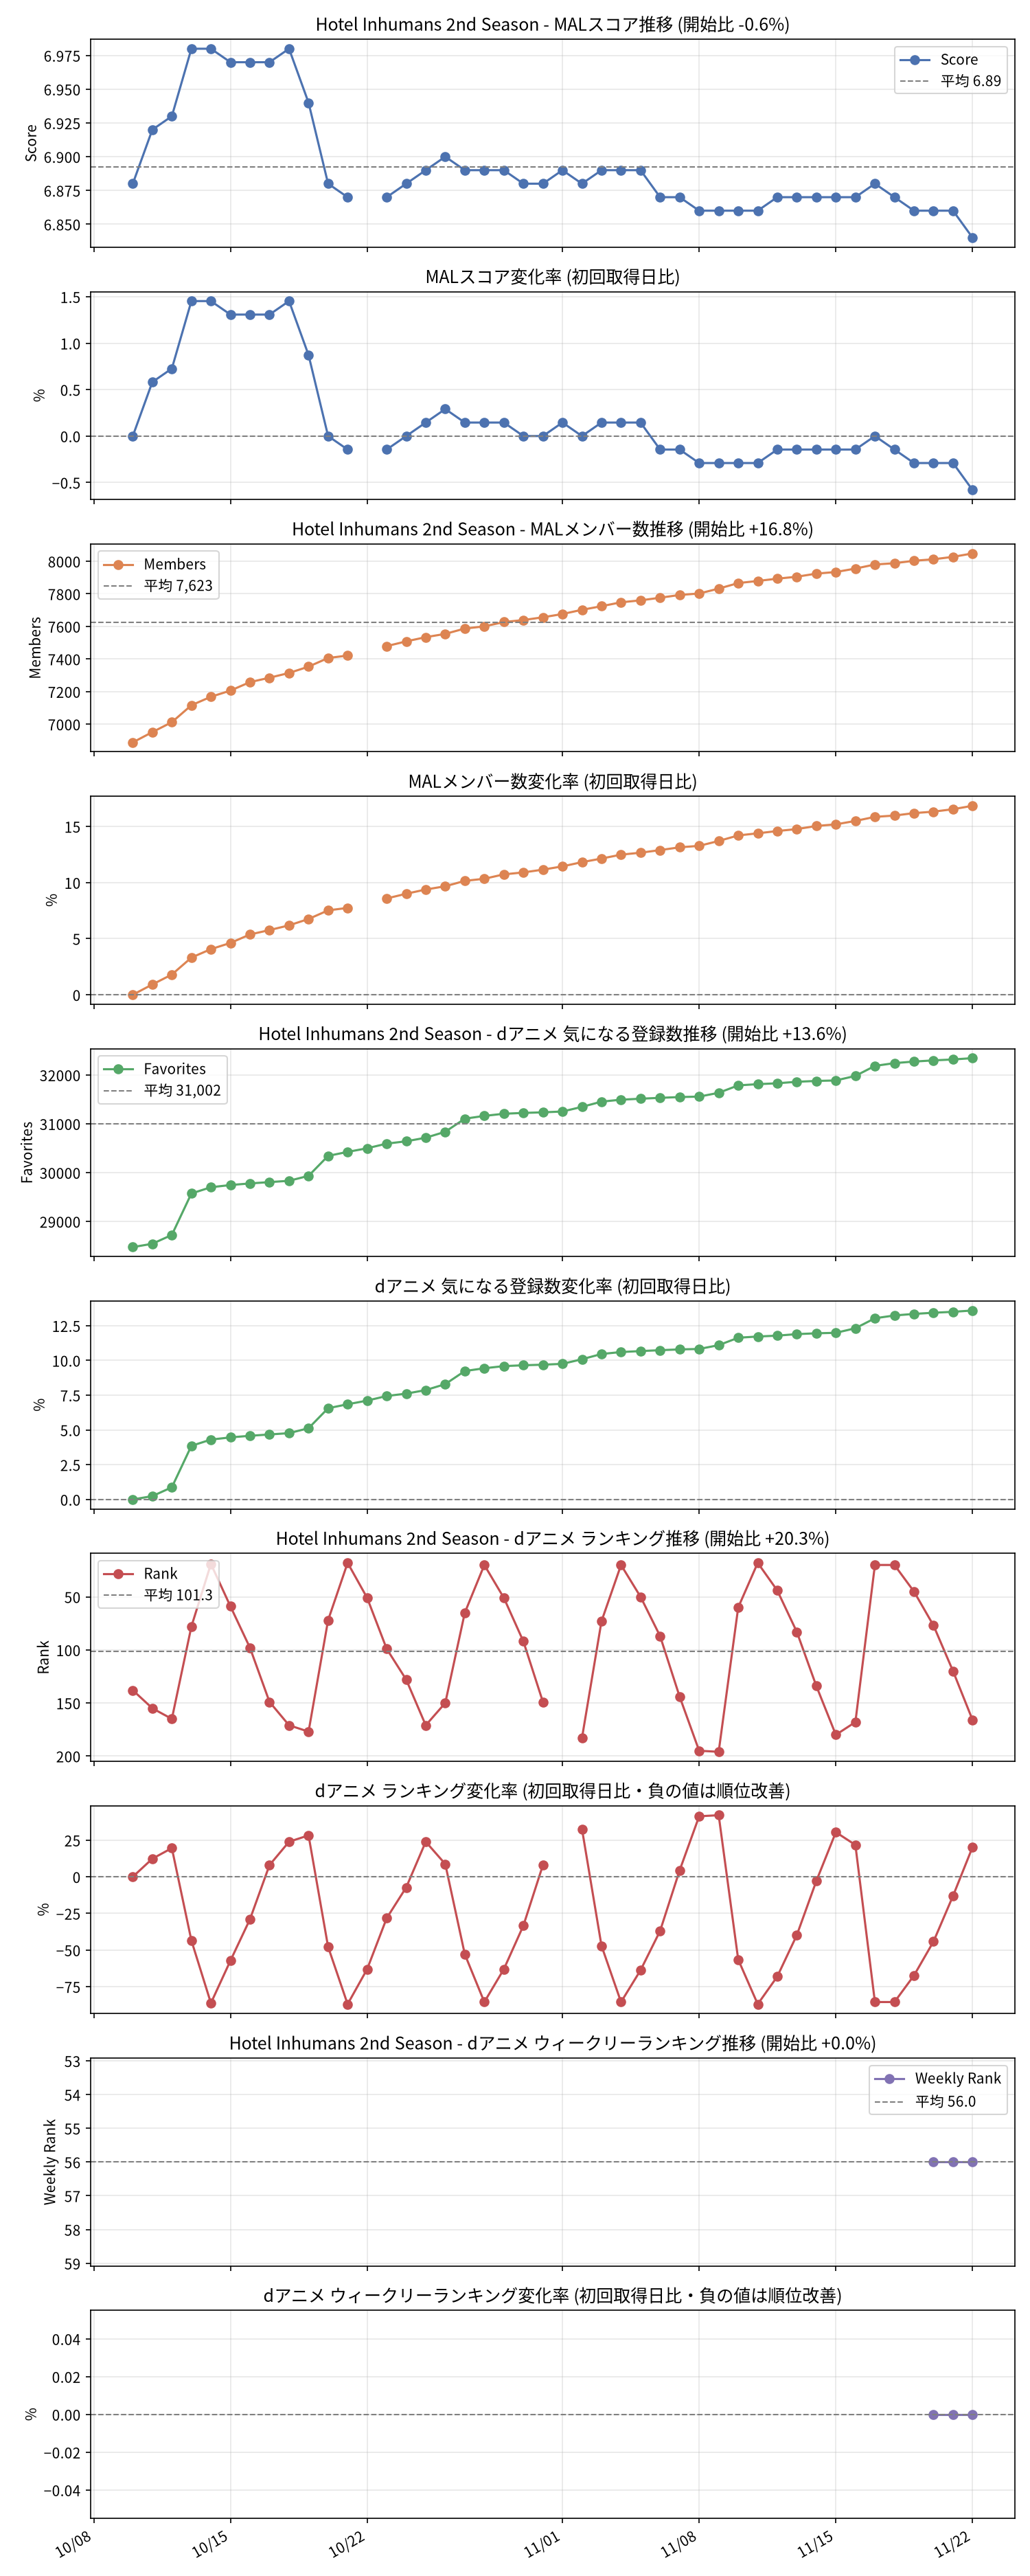 Hotel Inhumans 2nd Season - MALスコア推移 (開始比 -0.6%)
6.975
6.950
6.925
6.900
6.875
6.850
Score
Score
平均 6.89
MALスコア変化率 (初回取得日比)
1.5
1.0
0.5
0.0
−0.5
%
Hotel Inhumans 2nd Season - MALメンバー数推移 (開始比 +16.8%)
8000
7800
7600
7400
7200
7000
Members
Members
平均 7,623
MALメンバー数変化率 (初回取得日比)
15
10
5
0
%
Hotel Inhumans 2nd Season - dアニメ 気になる登録数推移 (開始比 +13.6%)
32000
31000
30000
29000
Favorites
Favorites
平均 31,002
dアニメ 気になる登録数変化率 (初回取得日比)
12.5
10.0
7.5
5.0
2.5
0.0
%
Hotel Inhumans 2nd Season - dアニメ ランキング推移 (開始比 +20.3%)
50
100
150
200
Rank
Rank
平均 101.3
dアニメ ランキング変化率 (初回取得日比・負の値は順位改善)
25
0
−25
−50
−75
%
Hotel Inhumans 2nd Season - dアニメ ウィークリーランキング推移 (開始比 +0.0%)
53
54
55
56
57
58
59
Weekly Rank
Weekly Rank
平均 56.0
dアニメ ウィークリーランキング変化率 (初回取得日比・負の値は順位改善)
0.04
0.02
0.00
−0.02
−0.04
%
10/08
10/15
10/22
11/01
11/08
11/15
11/22